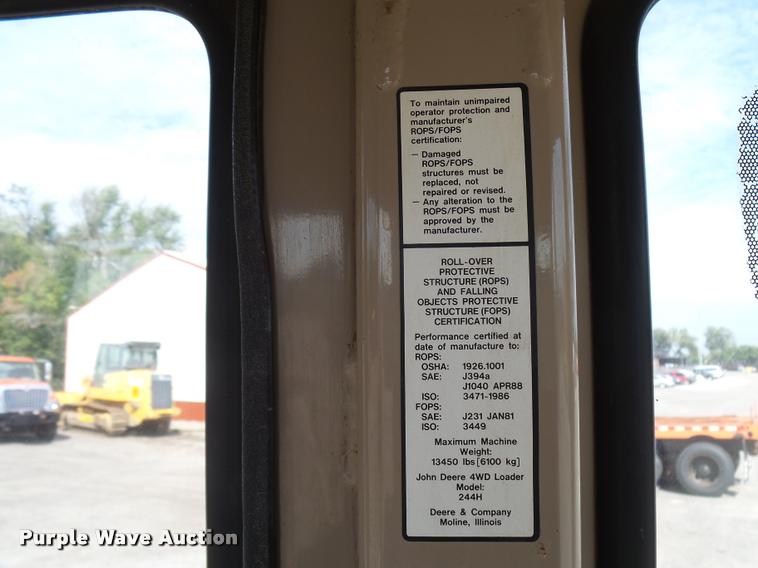 To maintain unimpaired
operator protection and
manufacturer's
ROPS/FOPS
certification:
— Damaged
ROPS/FOPS
structures must be
replaced, not
repaired or revised.
— Any alteration to the
ROPS/FOPS must be
approved by the
manufacturer.
ROLL-OVER
PROTECTIVE
STRUCTURE (ROPS)
AND FALLING
OBJECTS PROTECTIVE
STRUCTURE (FOPS)
CERTIFICATION
Performance certified at
date of manufacture to:
ROPS:
OSHA: 1926.1001
SAE: J394a
J1040 APR88
ISO: 3471-1986
FOPS:
SAE: J231 JAN81
ISO: 3449
Maximum Machine
Weight:
13450 lbs [6100 kg]
John Deere 4WD Loader
Model:
244H
Deere & Company
Moline, Illinois
Purple Wave Auction